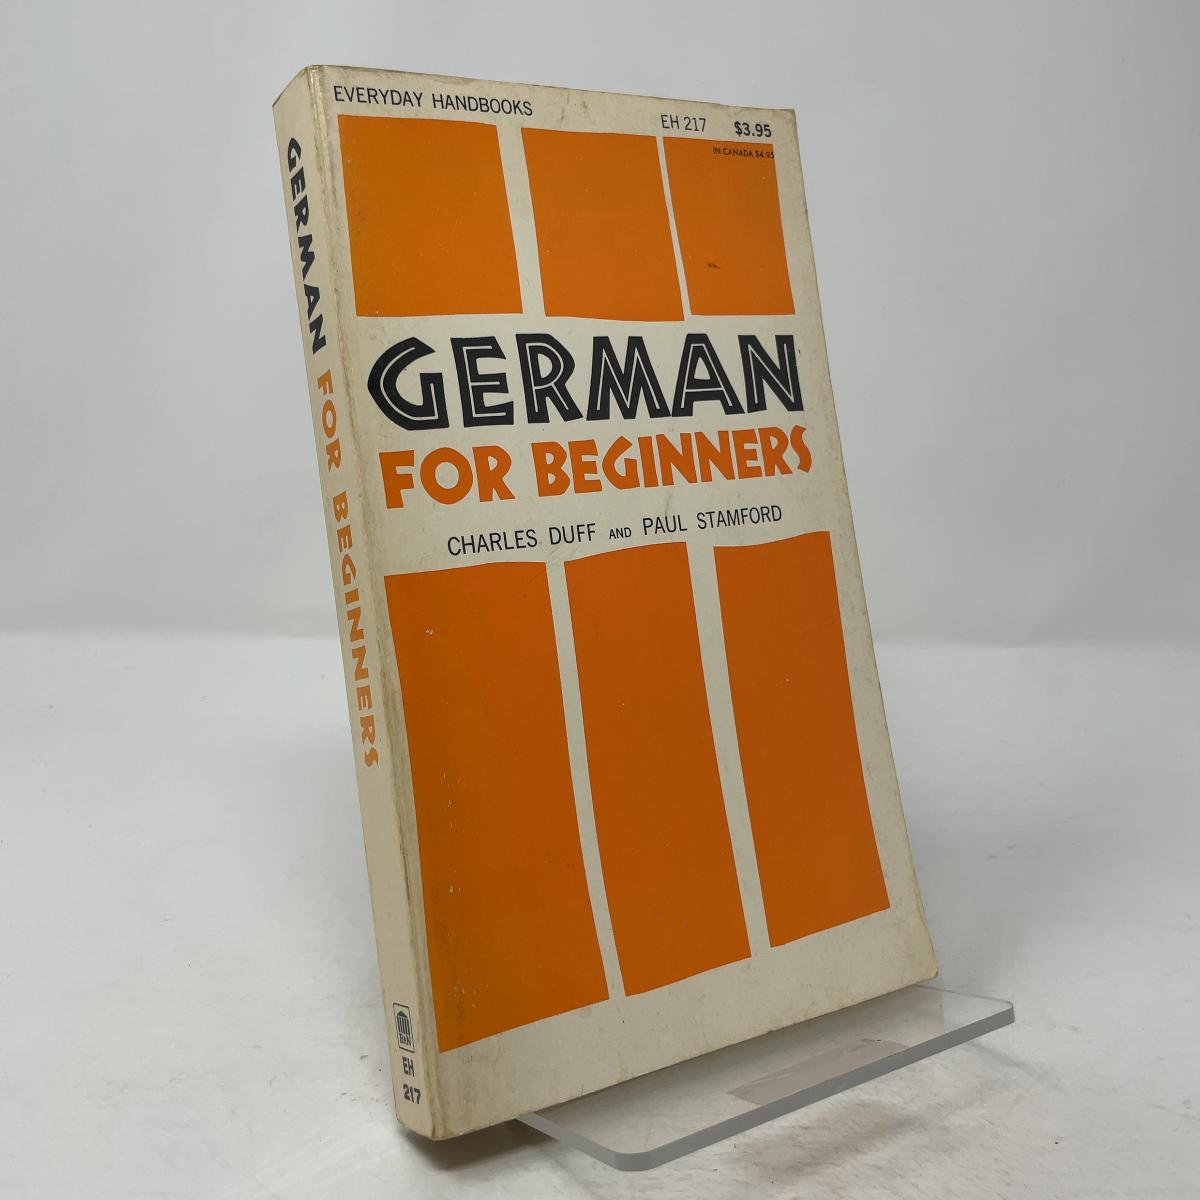 EVERYDAY HANDBOOKS
EH 217 $3.95
IN CANADA $4.95
GERMAN
FOR BEGINNERS
CHARLES DUFF AND PAUL STAMFORD
GERMAN FOR BEGINNERS
B&N
EH
217